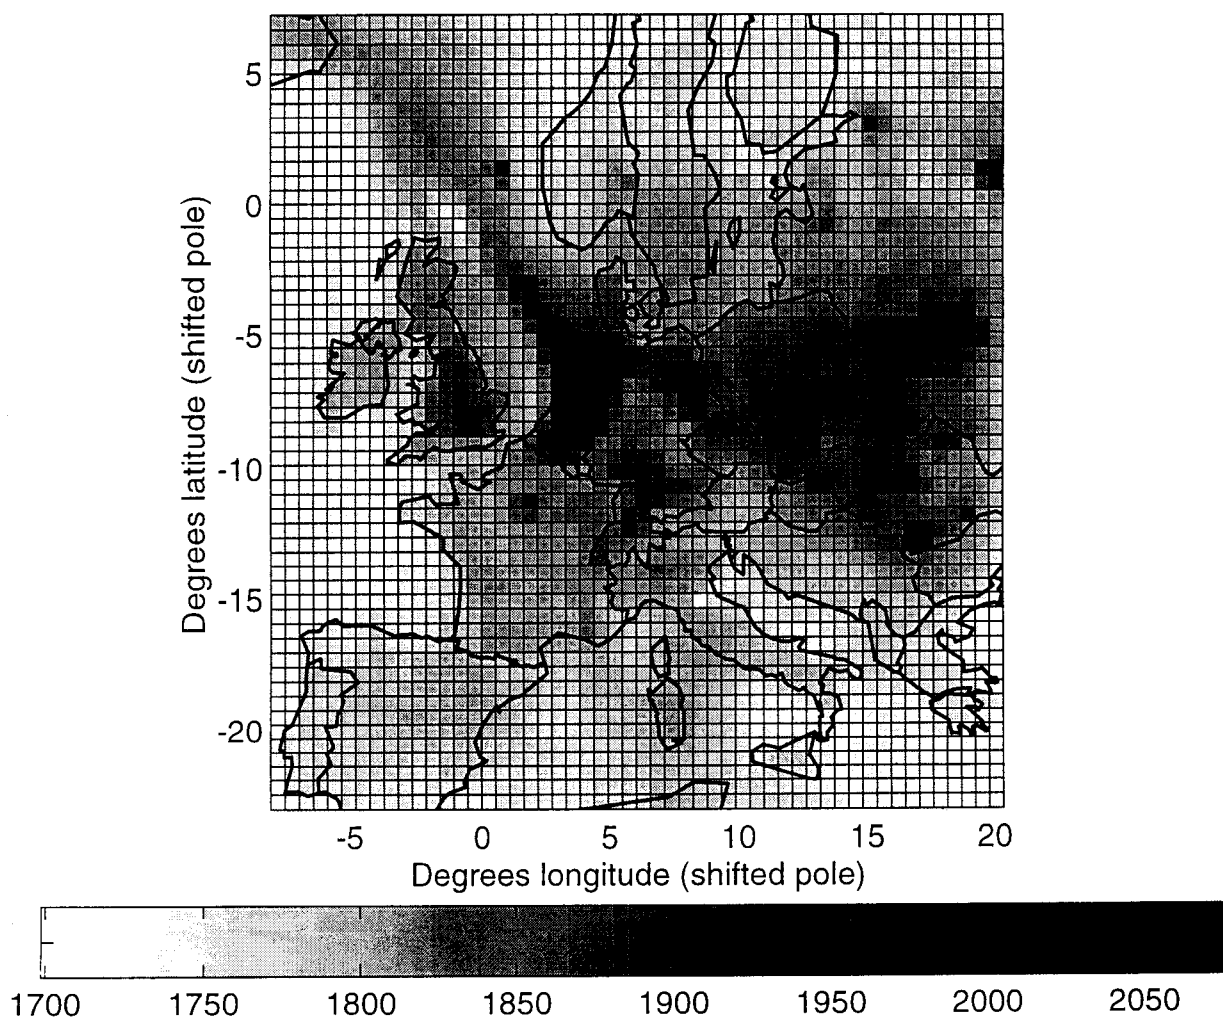 5
0
-5
-10
-15
-20
Degrees latitude (shifted pole)
-5 0 5 10 15 20
Degrees longitude (shifted pole)
1700 1750 1800 1850 1900 1950 2000 2050